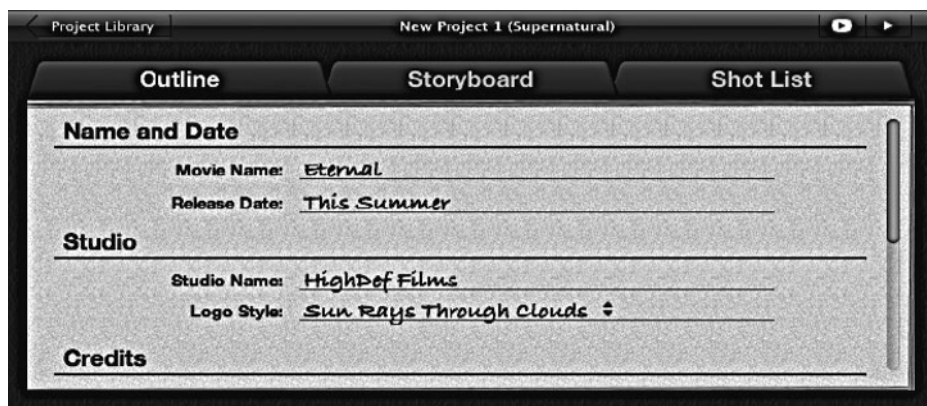 Project Library New Project 1 (Supernatural)
Outline Storyboard Shot List
Name and Date
Movie Name: Eternal
Release Date: This Summer
Studio
Studio Name: HighDef Films
Logo Style: Sun Rays Through Clouds
Credits